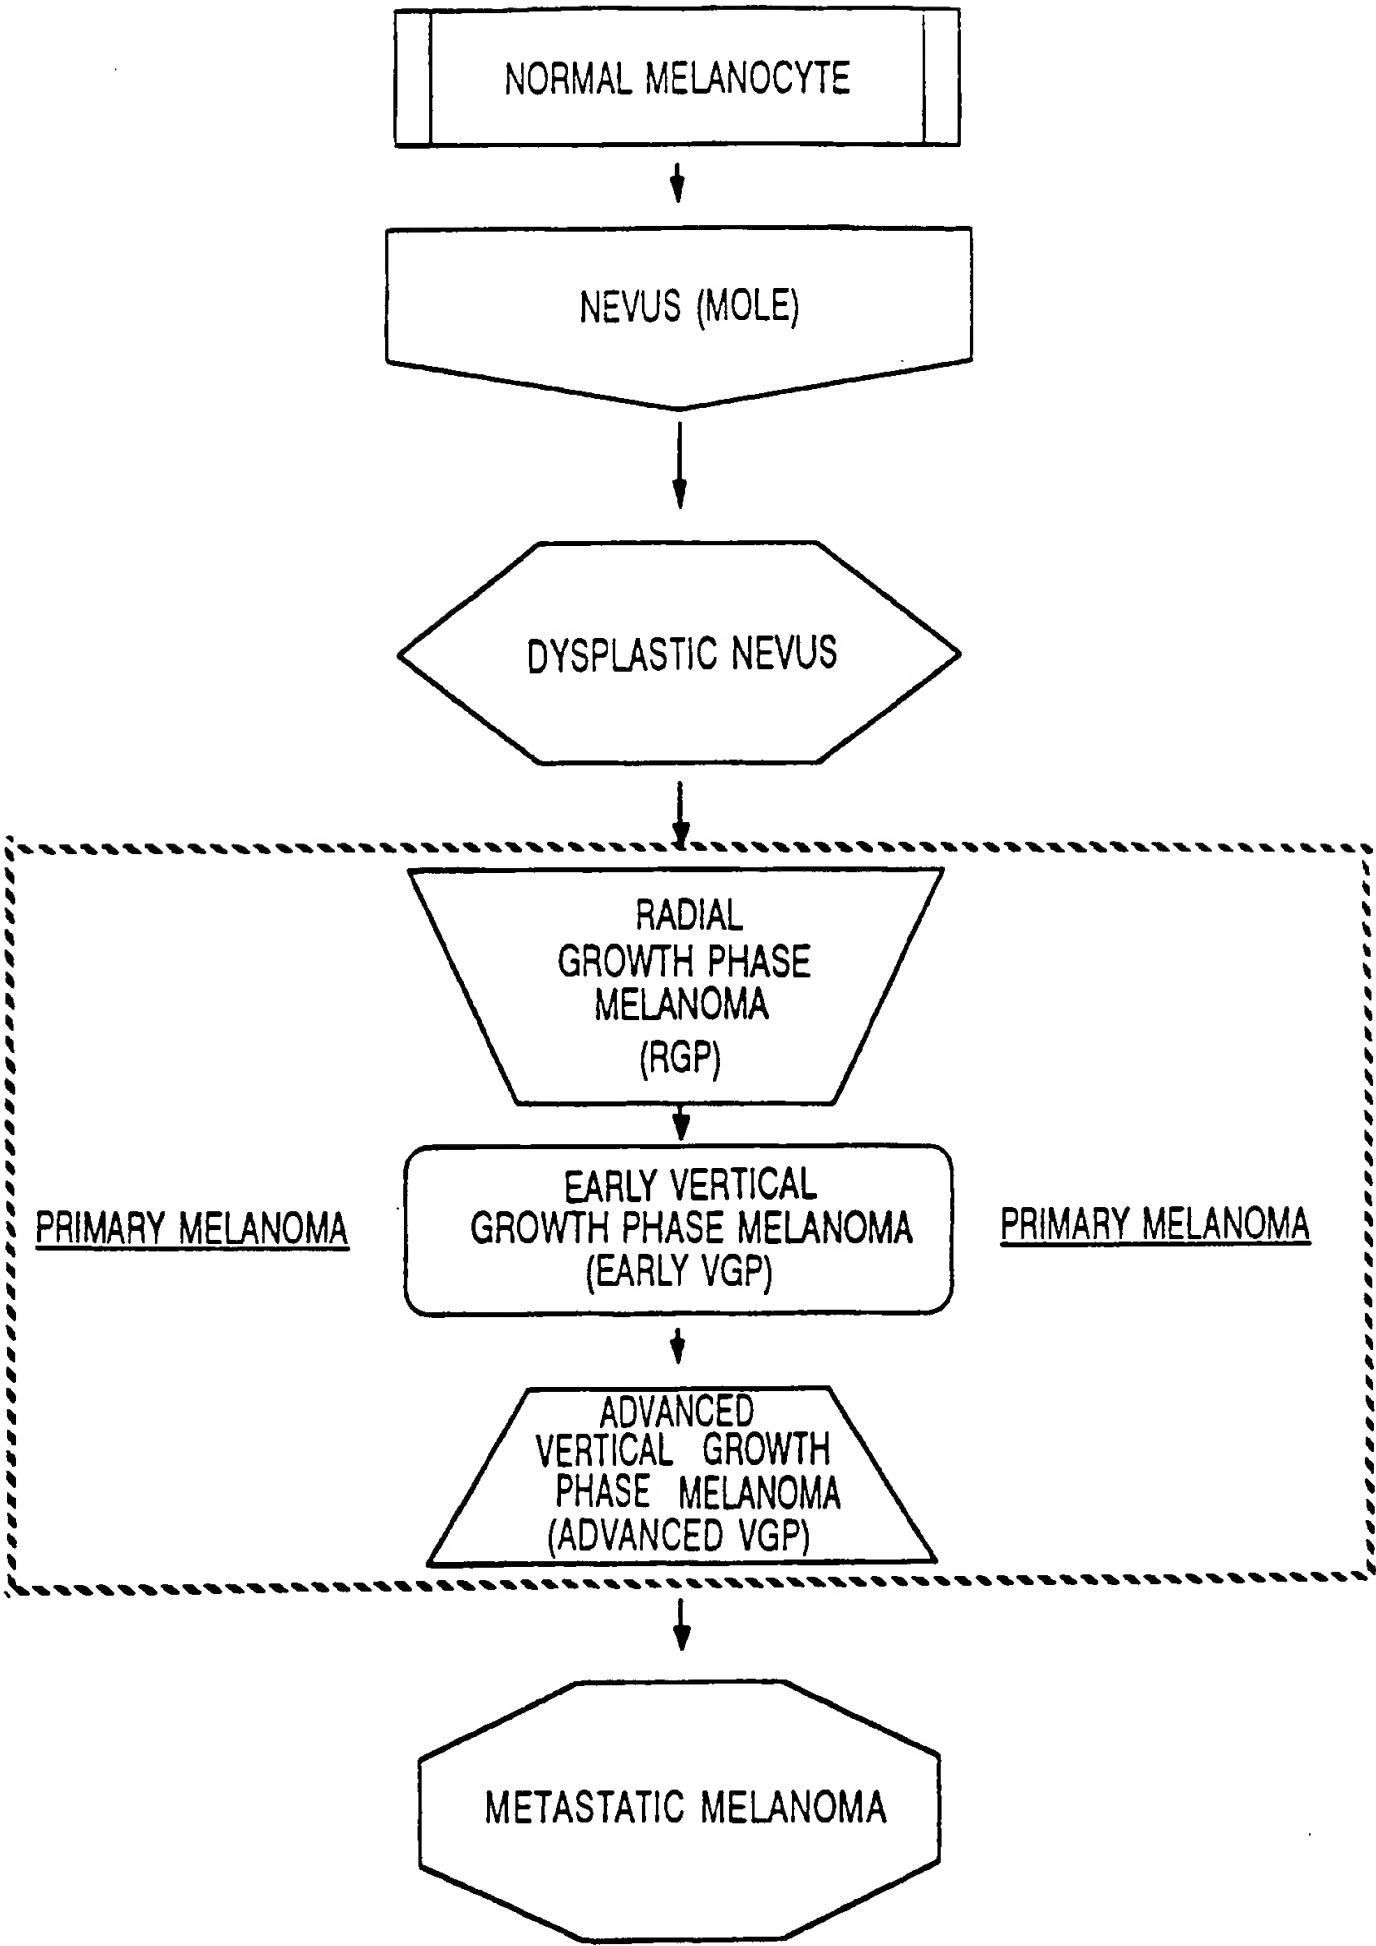 NORMAL MELANOCYTE
NEVUS (MOLE)
DYSPLASTIC NEVUS
RADIAL
GROWTH PHASE
MELANOMA
(RGP)
PRIMARY MELANOMA
EARLY VERTICAL
GROWTH PHASE MELANOMA
(EARLY VGP)
PRIMARY MELANOMA
ADVANCED
VERTICAL GROWTH
PHASE MELANOMA
(ADVANCED VGP)
METASTATIC MELANOMA